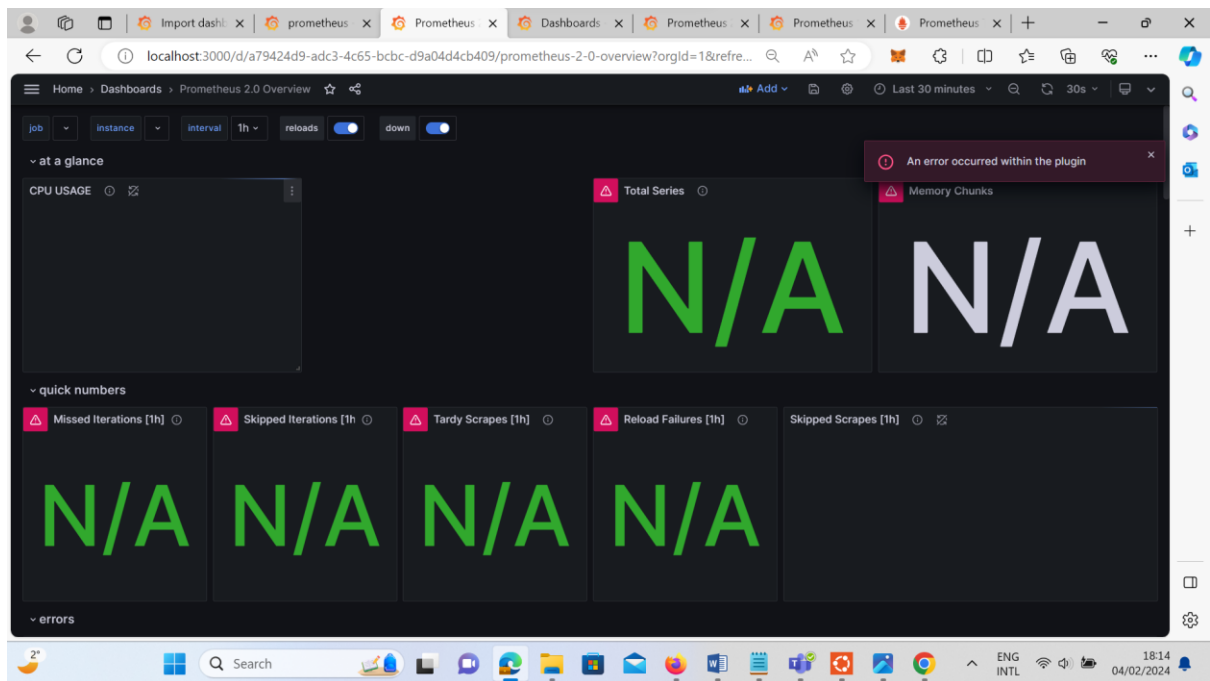 Import dashb
prometheus
Prometheus
Dashboards
Prometheus
Prometheus
Prometheus
localhost:3000/d/a79424d9-adc3-4c65-bcbc-d9a04d4cb409/prometheus-2-0-overview?orgId=1&refre...
Home › Dashboards › Prometheus 2.0 Overview
Add
Last 30 minutes
30s
job
instance
interval 1h
reloads
down
An error occurred within the plugin
at a glance
CPU USAGE
Total Series
Memory Chunks
N/A
N/A
quick numbers
Missed Iterations [1h]
Skipped Iterations [1h
Tardy Scrapes [1h]
Reload Failures [1h]
Skipped Scrapes [1h]
N/A
N/A
N/A
N/A
errors
2°
Search
ENG
INTL
18:14
04/02/2024